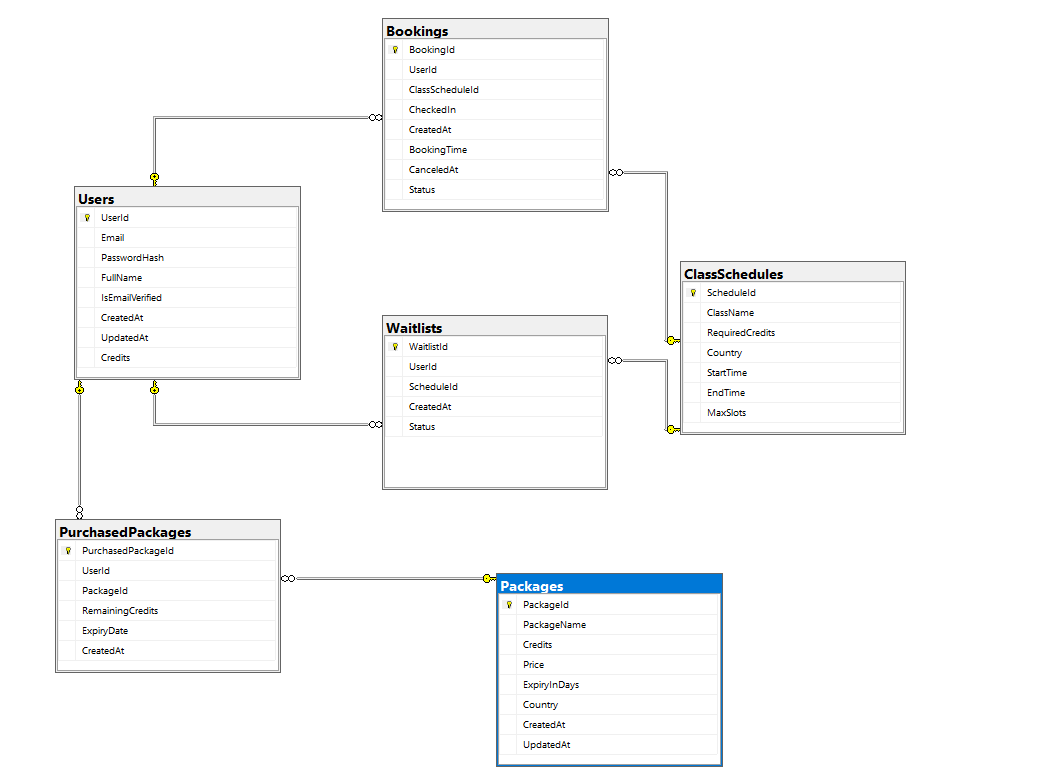 Bookings
BookingId
UserId
ClassScheduleId
CheckedIn
CreatedAt
BookingTime
CanceledAt
Status
Users
UserId
Email
PasswordHash
FullName
IsEmailVerified
CreatedAt
UpdatedAt
Credits
ClassSchedules
ScheduleId
ClassName
RequiredCredits
Country
StartTime
EndTime
MaxSlots
Waitlists
WaitlistId
UserId
ScheduleId
CreatedAt
Status
PurchasedPackages
PurchasedPackageId
UserId
PackageId
RemainingCredits
ExpiryDate
CreatedAt
Packages
PackageId
PackageName
Credits
Price
ExpiryInDays
Country
CreatedAt
UpdatedAt